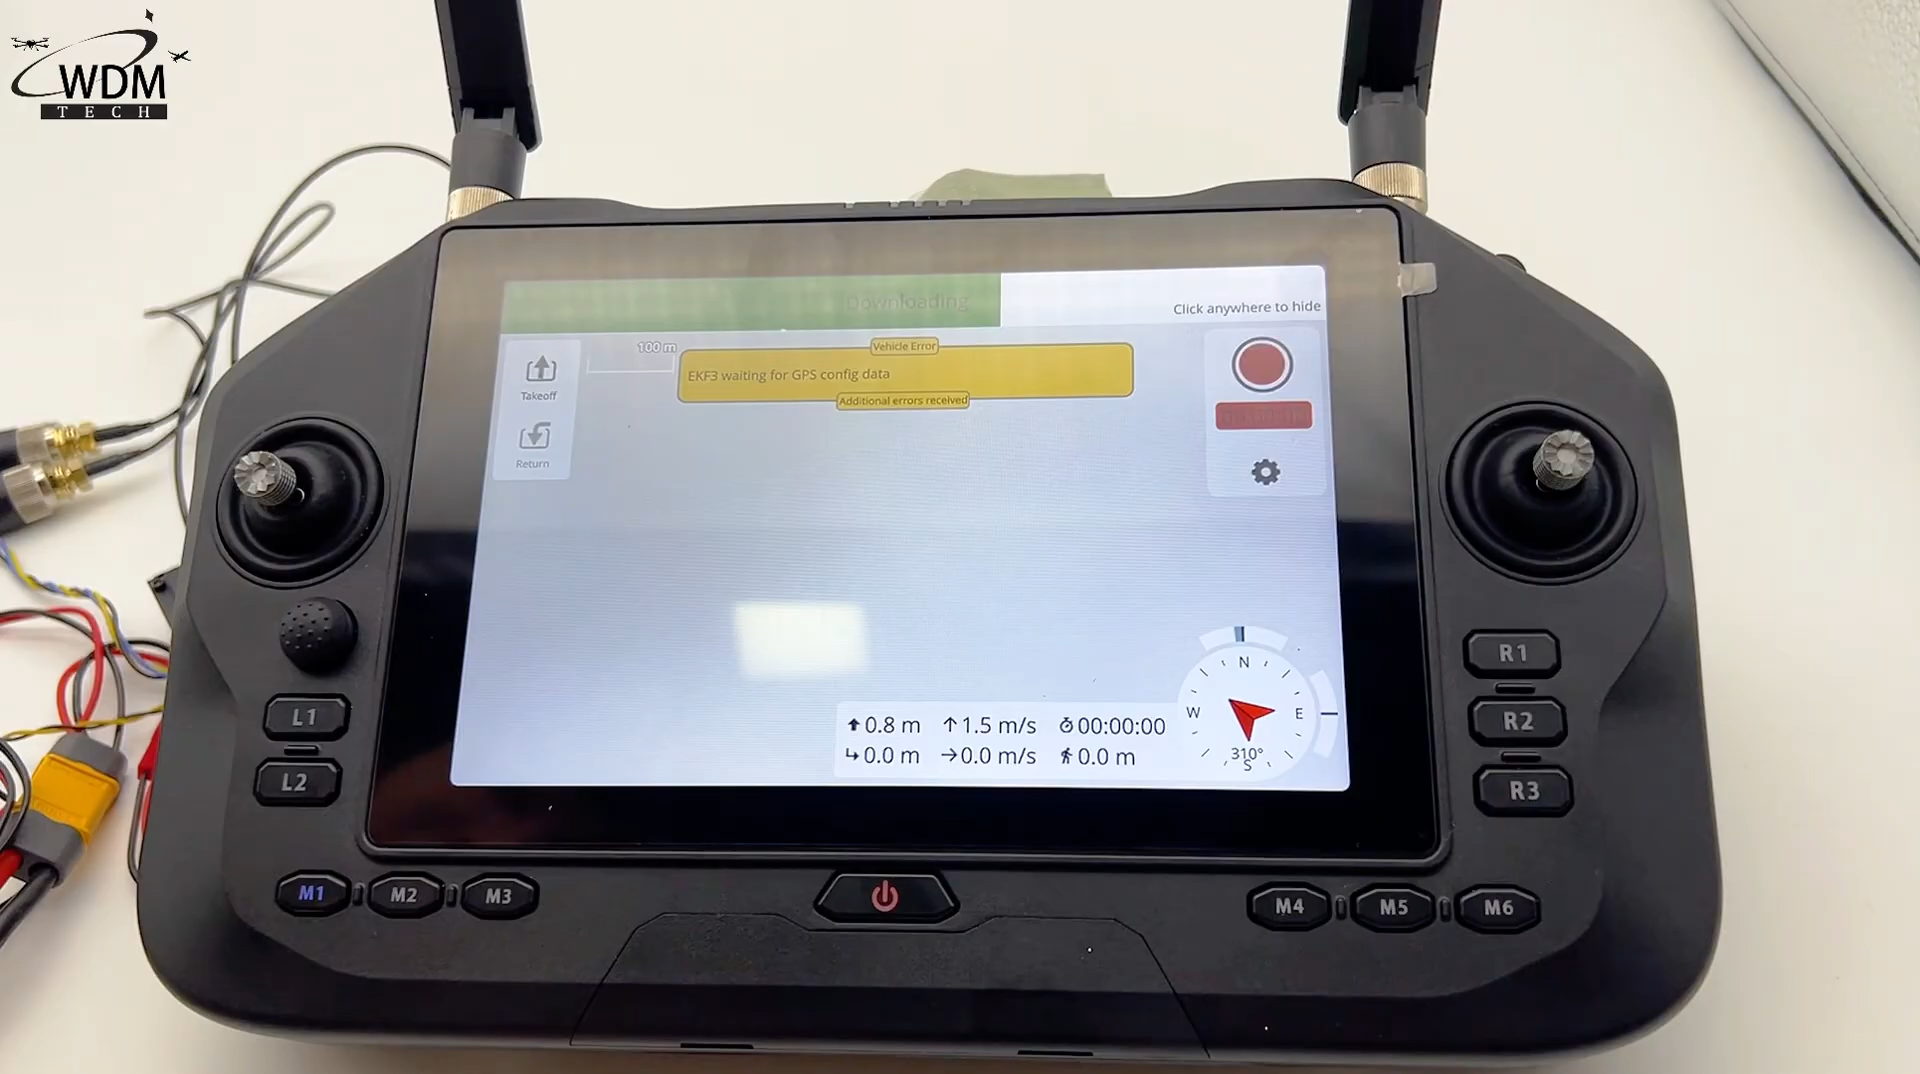 WDM
TECH
Downloading
Click anywhere to hide
100 m
Vehicle Error
EKF3 waiting for GPS config data
Additional errors received
Takeoff
Return
N
W
E
310°
S
0.8 m
1.5 m/s
00:00:00
0.0 m
0.0 m/s
0.0 m
L1
L2
R1
R2
R3
M1
M2
M3
M4
M5
M6